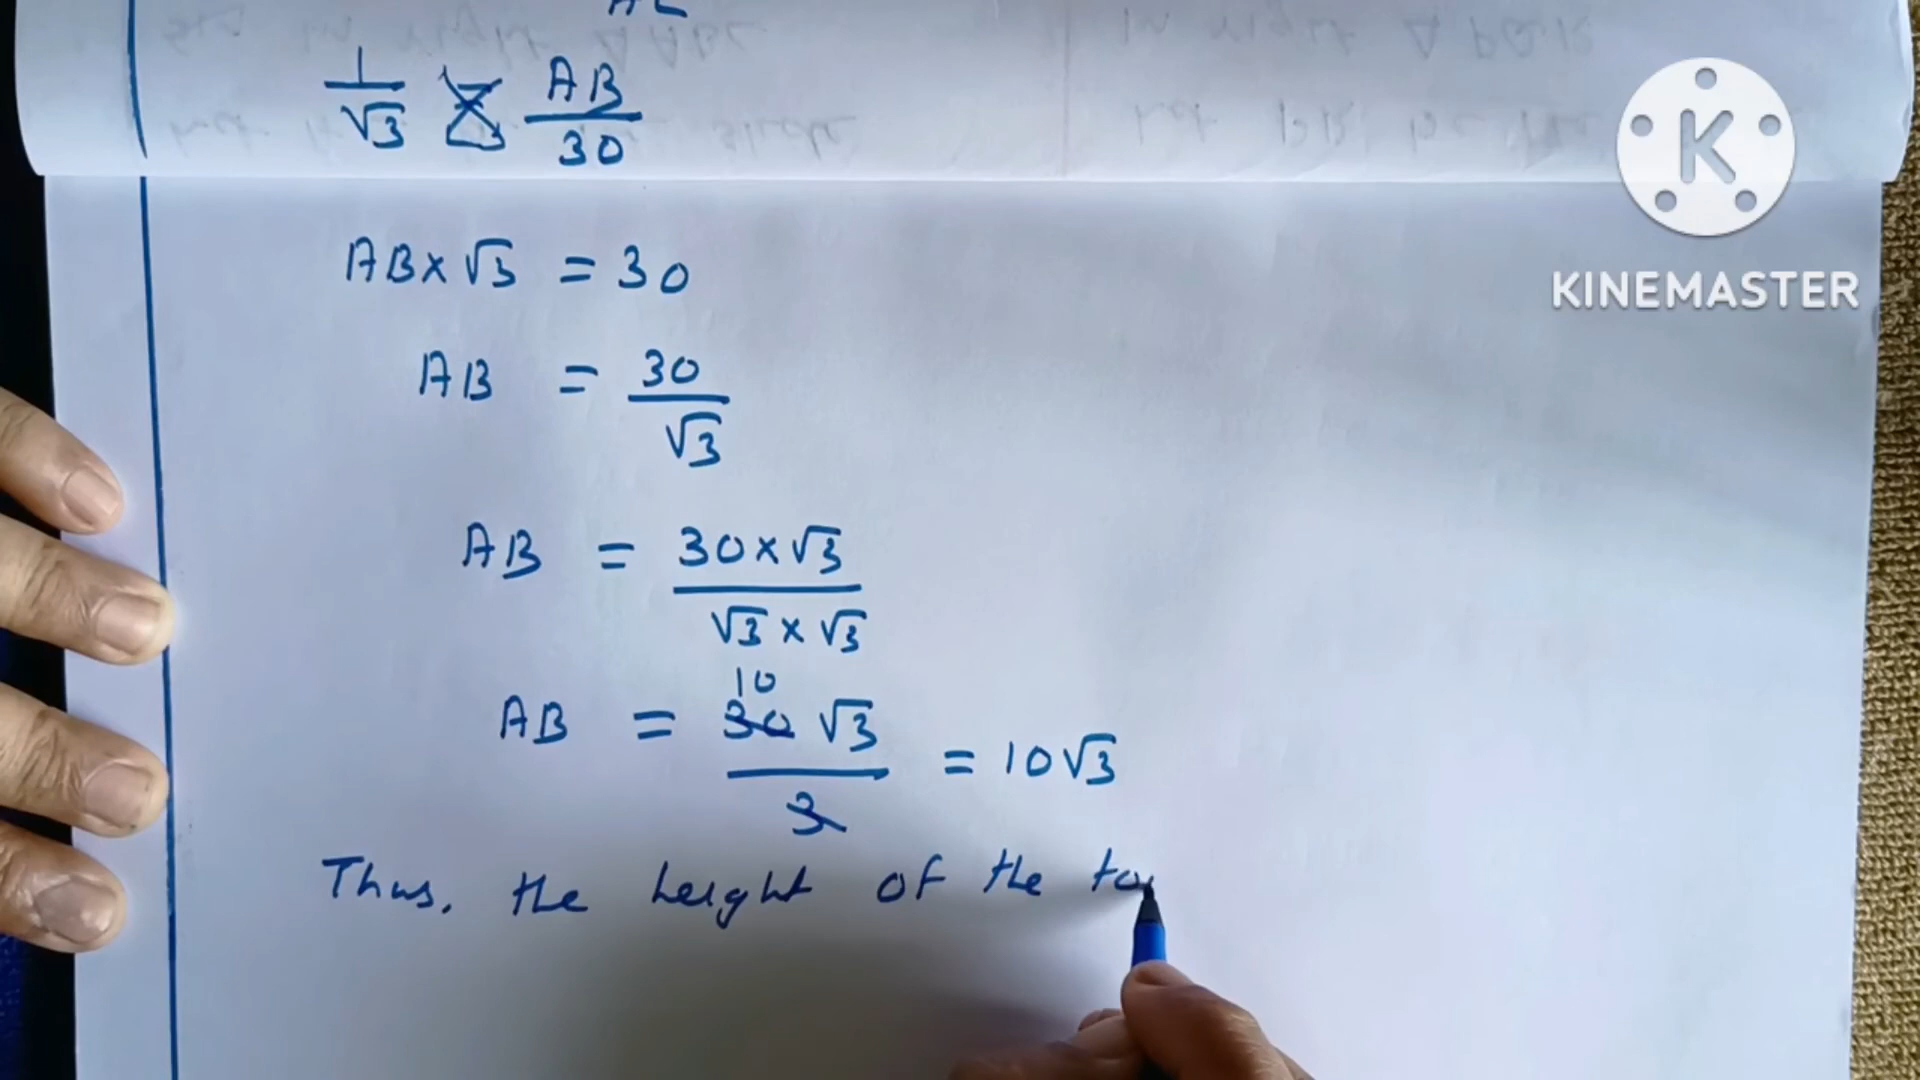 1/√3 = AB/30
AB×√3 = 30
AB = 30/√3
AB = 30×√3/√3×√3
10
AB = 30√3/3 = 10√3
Thus, the height of the
K
KINEMASTER